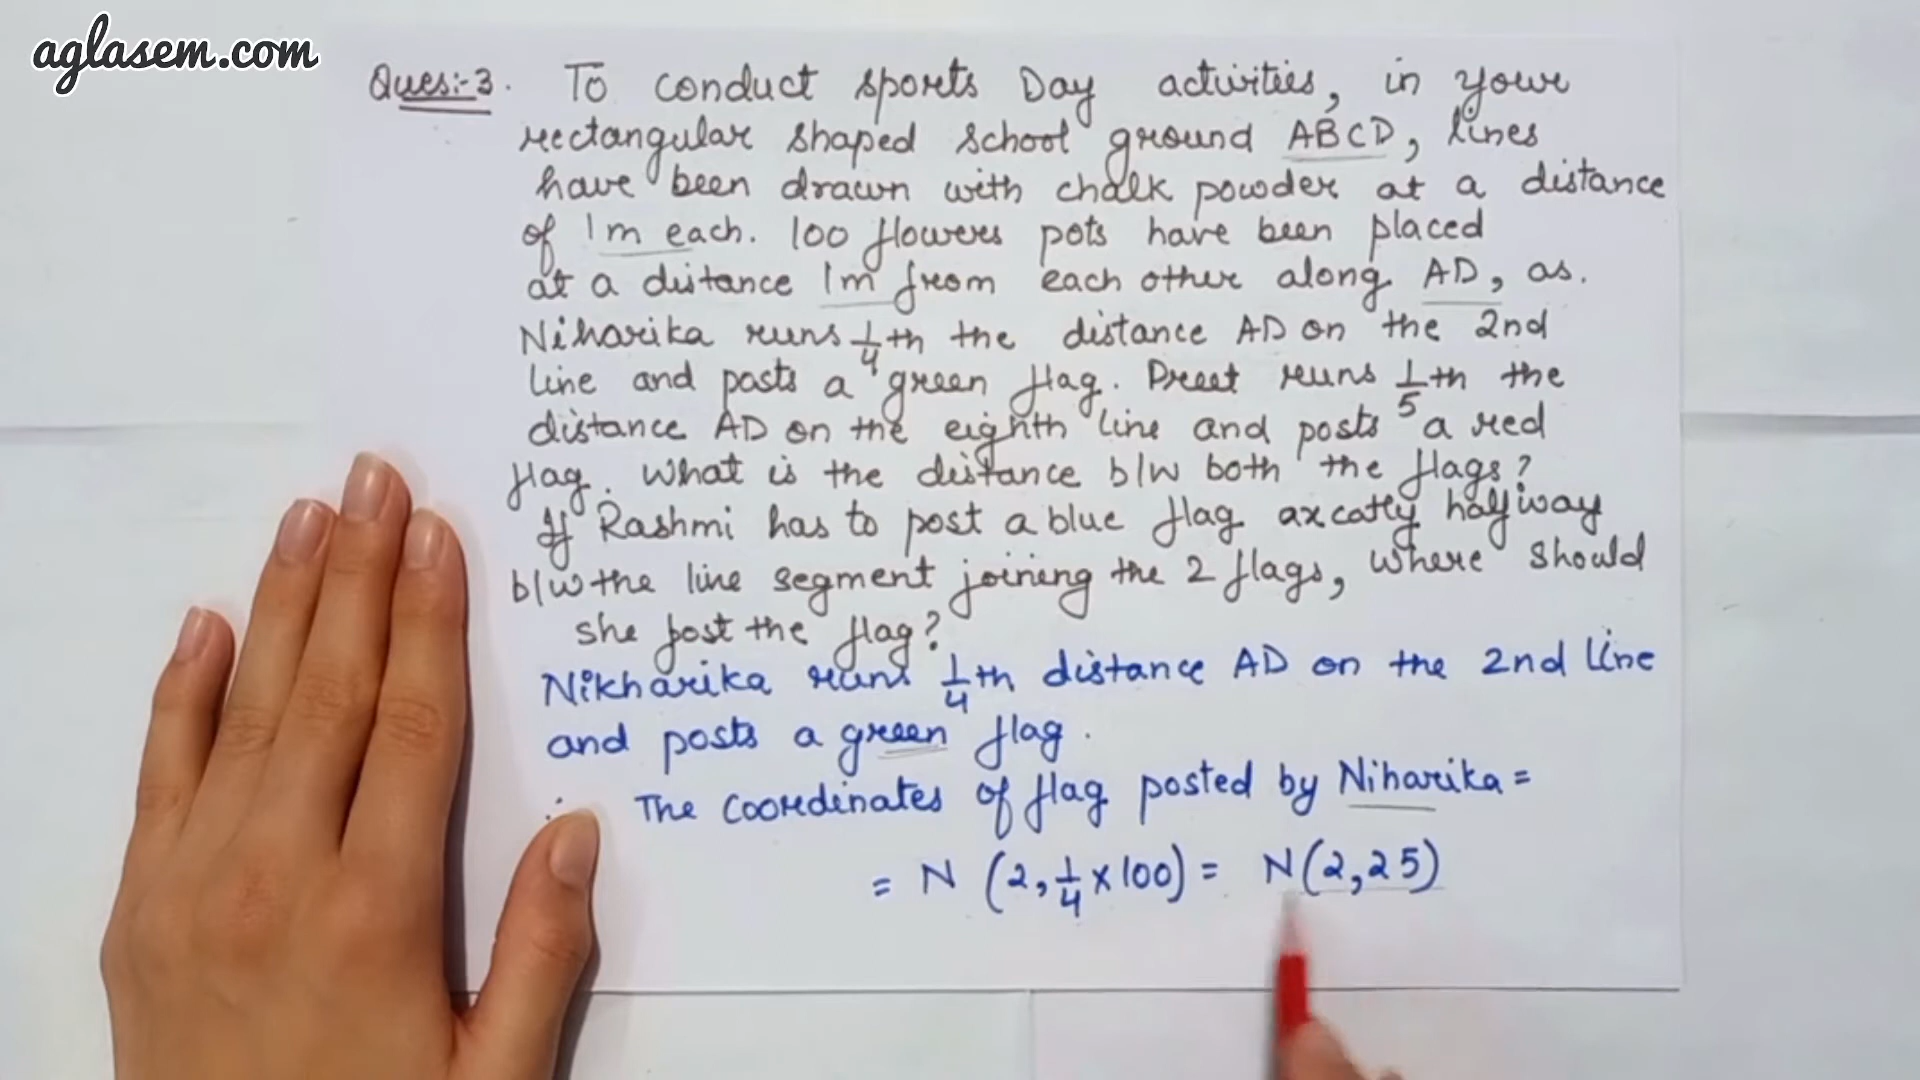 aglasem.com
Ques:-3. To conduct sports Day activities, in your
rectangular shaped school ground ABCD, lines
have been drawn with chalk powder at a distance
of 1m each. 100 flowers pots have been placed
at a distance 1m from each other along AD, as.
Niharika runs 1/4th the distance AD on the 2nd
line and posts a green flag. Preet runs 1/5th the
distance AD on the eighth line and posts a red
flag. What is the distance b/w both the flags?
If Rashmi has to post a blue flag axcatly halfway
b/w the line segment joining the 2 flags, where should
she post the flag?
Nikharika runs 1/4th distance AD on the 2nd line
and posts a green flag.
∴ The Coordinates of flag posted by Niharika =
= N (2, 1/4 × 100) = N(2,25)